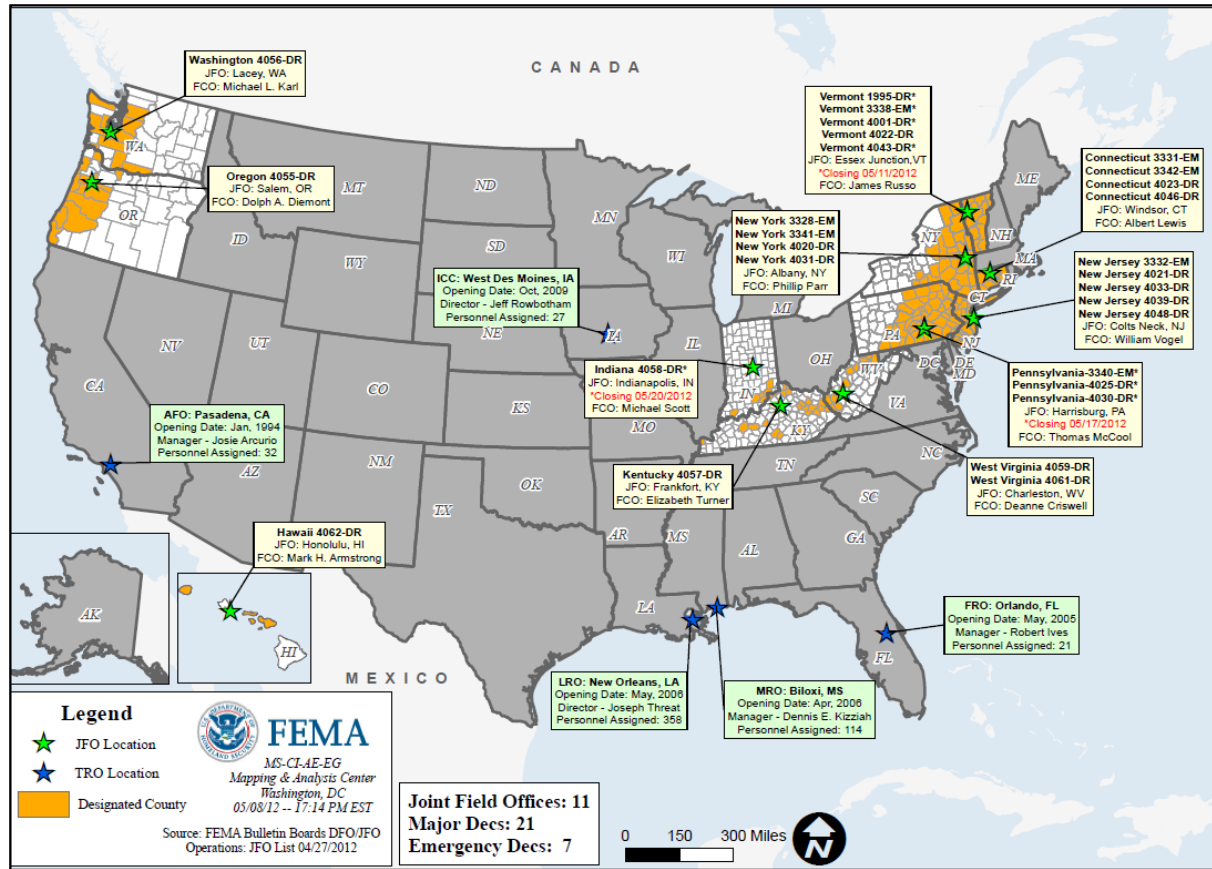 CANADA
Washington 4056-DR
JFO: Lacey, WA
FCO: Michael L. Karl
Oregon 4055-DR
JFO: Salem, OR
FCO: Dolph A. Diemont
Vermont 1995-DR*
Vermont 3338-EM*
Vermont 4001-DR*
Vermont 4022-DR
Vermont 4043-DR*
JFO: Essex Junction,VT
*Closing 05/11/2012
FCO: James Russo
Connecticut 3331-EM
Connecticut 3342-EM
Connecticut 4023-DR
Connecticut 4046-DR
JFO: Windsor, CT
FCO: Albert Lewis
New York 3328-EM
New York 3341-EM
New York 4020-DR
New York 4031-DR
JFO: Albany, NY
FCO: Phillip Parr
New Jersey 3332-EM
New Jersey 4021-DR
New Jersey 4033-DR
New Jersey 4039-DR
New Jersey 4048-DR
JFO: Colts Neck, NJ
FCO: William Vogel
ICC: West Des Moines, IA
Opening Date: Oct, 2009
Director - Jeff Rowbotham
Personnel Assigned: 27
Indiana 4058-DR*
JFO: Indianapolis, IN
*Closing 05/20/2012
FCO: Michael Scott
Pennsylvania-3340-EM*
Pennsylvania-4025-DR*
Pennsylvania-4030-DR*
JFO: Harrisburg, PA
*Closing 05/17/2012
FCO: Thomas McCool
AFO: Pasadena, CA
Opening Date: Jan, 1994
Manager - Josie Arcurio
Personnel Assigned: 32
Kentucky 4057-DR
JFO: Frankfort, KY
FCO: Elizabeth Turner
West Virginia 4059-DR
West Virginia 4061-DR
JFO: Charleston, WV
FCO: Deanne Criswell
Hawaii 4062-DR
JFO: Honolulu, HI
FCO: Mark H. Armstrong
FRO: Orlando, FL
Opening Date: May, 2005
Manager - Robert Ives
Personnel Assigned: 21
LRO: New Orleans, LA
Opening Date: May, 2006
Director - Joseph Threat
Personnel Assigned: 358
MRO: Biloxi, MS
Opening Date: Apr, 2006
Manager - Dennis E. Kizziah
Personnel Assigned: 114
WA
OR
MT
ID
WY
ND
SD
MN
WI
NE
IA
IL
MI
NV
UT
CO
KS
MO
CA
AZ
NM
OK
TX
AR
LA
MS
AL
GA
FL
SC
NC
TN
KY
IN
OH
WV
VA
PA
NY
ME
NH
MA
RI
CT
NJ
DE
MD
DC
AK
HI
MEXICO
Legend
JFO Location
TRO Location
Designated County
FEMA
MS-CI-AE-EG
Mapping & Analysis Center
Washington, DC
05/08/12 -- 17:14 PM EST
Source: FEMA Bulletin Boards DFO/JFO
Operations: JFO List 04/27/2012
Joint Field Offices: 11
Major Decs: 21
Emergency Decs: 7
0 150 300 Miles
N